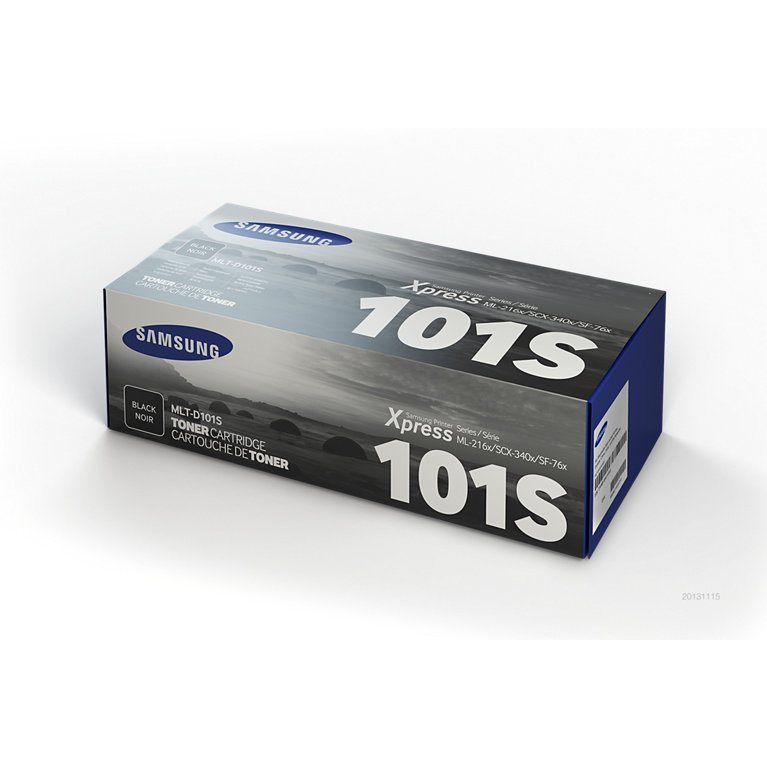 SAMSUNG
BLACK
NOIR
MLT-D101S
TONER CARTRIDGE
CARTOUCHE DE TONER
Samsung Printer Series / Série
Xpress ML-216x/SCX-340x/SF-76x
101S
SAMSUNG
BLACK
NOIR
MLT-D101S
TONER CARTRIDGE
CARTOUCHE DE TONER
Samsung Printer Series / Série
Xpress ML-216x/SCX-340x/SF-76x
101S
SAMSUNG
20131115